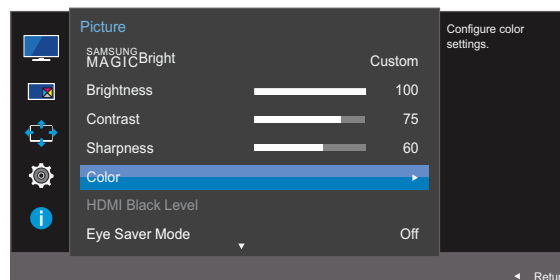 Picture
SAMSUNG
MAGICBright Custom
Brightness 100
Contrast 75
Sharpness 60
Color
HDMI Black Level
Eye Saver Mode Off
Configure color
settings.